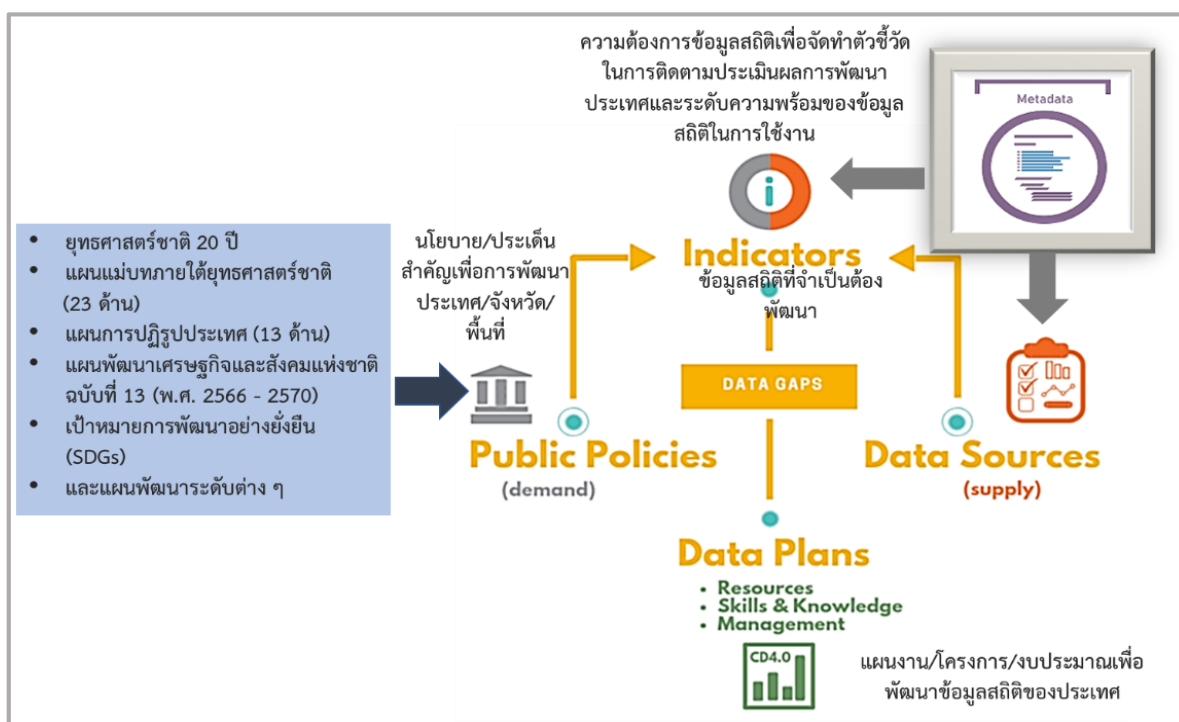 ความต้องการข้อมูลสถิติเพื่อจัดทำตัวชี้วัด
ในการติดตามประเมินผลการพัฒนา
ประเทศและระดับความพร้อมของข้อมูล
สถิติในการใช้งาน
Metadata
• ยุทธศาสตร์ชาติ 20 ปี
• แผนแม่บทภายใต้ยุทธศาสตร์ชาติ
(23 ด้าน)
• แผนการปฏิรูปประเทศ (13 ด้าน)
• แผนพัฒนาเศรษฐกิจและสังคมแห่งชาติ
ฉบับที่ 13 (พ.ศ. 2566 - 2570)
• เป้าหมายการพัฒนาอย่างยั่งยืน
(SDGs)
• และแผนพัฒนาระดับต่าง ๆ
นโยบาย/ประเด็น
สำคัญเพื่อการพัฒนา
ประเทศ/จังหวัด/
พื้นที่
i
Indicators
ข้อมูลสถิติที่จำเป็นต้อง
พัฒนา
DATA GAPS
Public Policies
(demand)
Data Sources
(supply)
Data Plans
• Resources
• Skills & Knowledge
• Management
CD4.0
แผนงาน/โครงการ/งบประมาณเพื่อ
พัฒนาข้อมูลสถิติของประเทศ